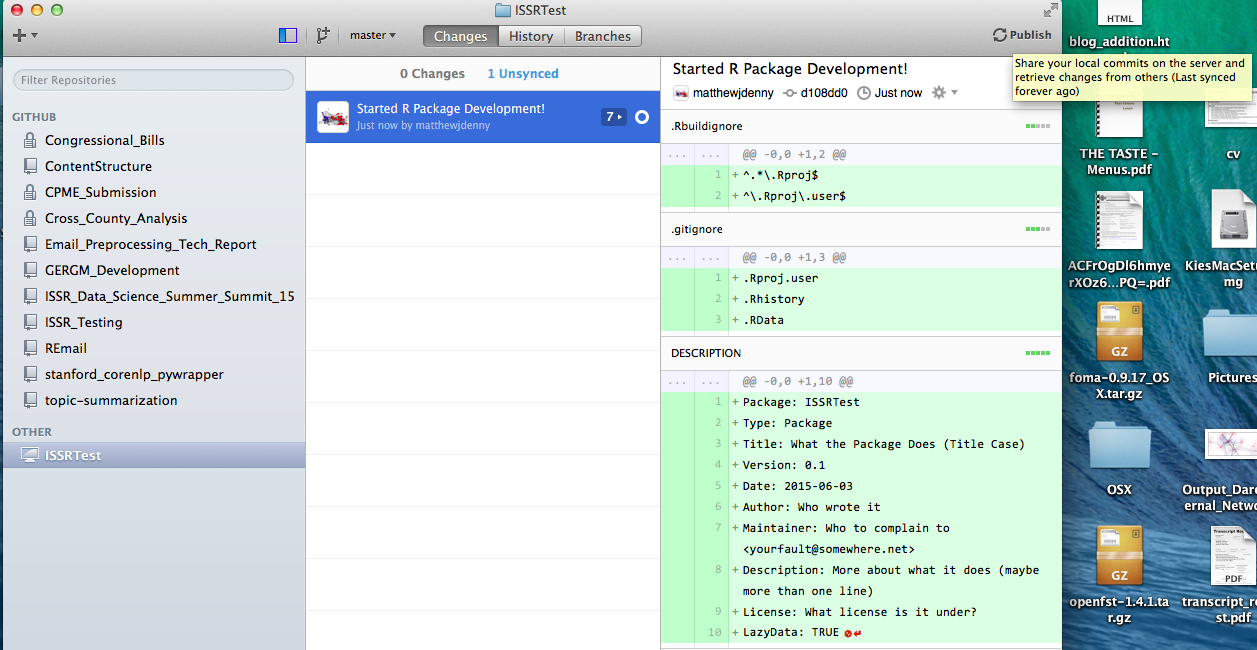 ISSRTest
master
Changes
History
Branches
Publish
Share your local commits on the server and
retrieve changes from others (Last synced
forever ago)
Filter Repositories
GITHUB
Congressional_Bills
ContentStructure
CPME_Submission
Cross_County_Analysis
Email_Preprocessing_Tech_Report
GERGM_Development
ISSR_Data_Science_Summer_Summit_15
ISSR_Testing
REmail
stanford_corenlp_pywrapper
topic-summarization
OTHER
ISSRTest
0 Changes
1 Unsynced
Started R Package Development!
Just now by matthewjdenny
7
Started R Package Development!
matthewjdenny
d108dd0
Just now
.Rbuildignore
... ... @@ -0,0 +1,2 @@
1 + ^.*\.Rproj$
2 + ^\.Rproj\.user$
.gitignore
... ... @@ -0,0 +1,3 @@
1 + .Rproj.user
2 + .Rhistory
3 + .RData
DESCRIPTION
... ... @@ -0,0 +1,10 @@
1 + Package: ISSRTest
2 + Type: Package
3 + Title: What the Package Does (Title Case)
4 + Version: 0.1
5 + Date: 2015-06-03
6 + Author: Who wrote it
7 + Maintainer: Who to complain to
<yourfault@somewhere.net>
8 + Description: More about what it does (maybe
more than one line)
9 + License: What license is it under?
10 + LazyData: TRUE
HTML
blog_addition.ht
THE TASTE -
Menus.pdf
cv
ACFrOgDl6hmye
rXOz6...PQ=.pdf
KiesMacSetu
mg
GZ
foma-0.9.17_OS
X.tar.gz
Pictures
OSX
Output_Dar
ernal_Netwo
GZ
openfst-1.4.1.ta
r.gz
PDF
transcript_re
st.pdf